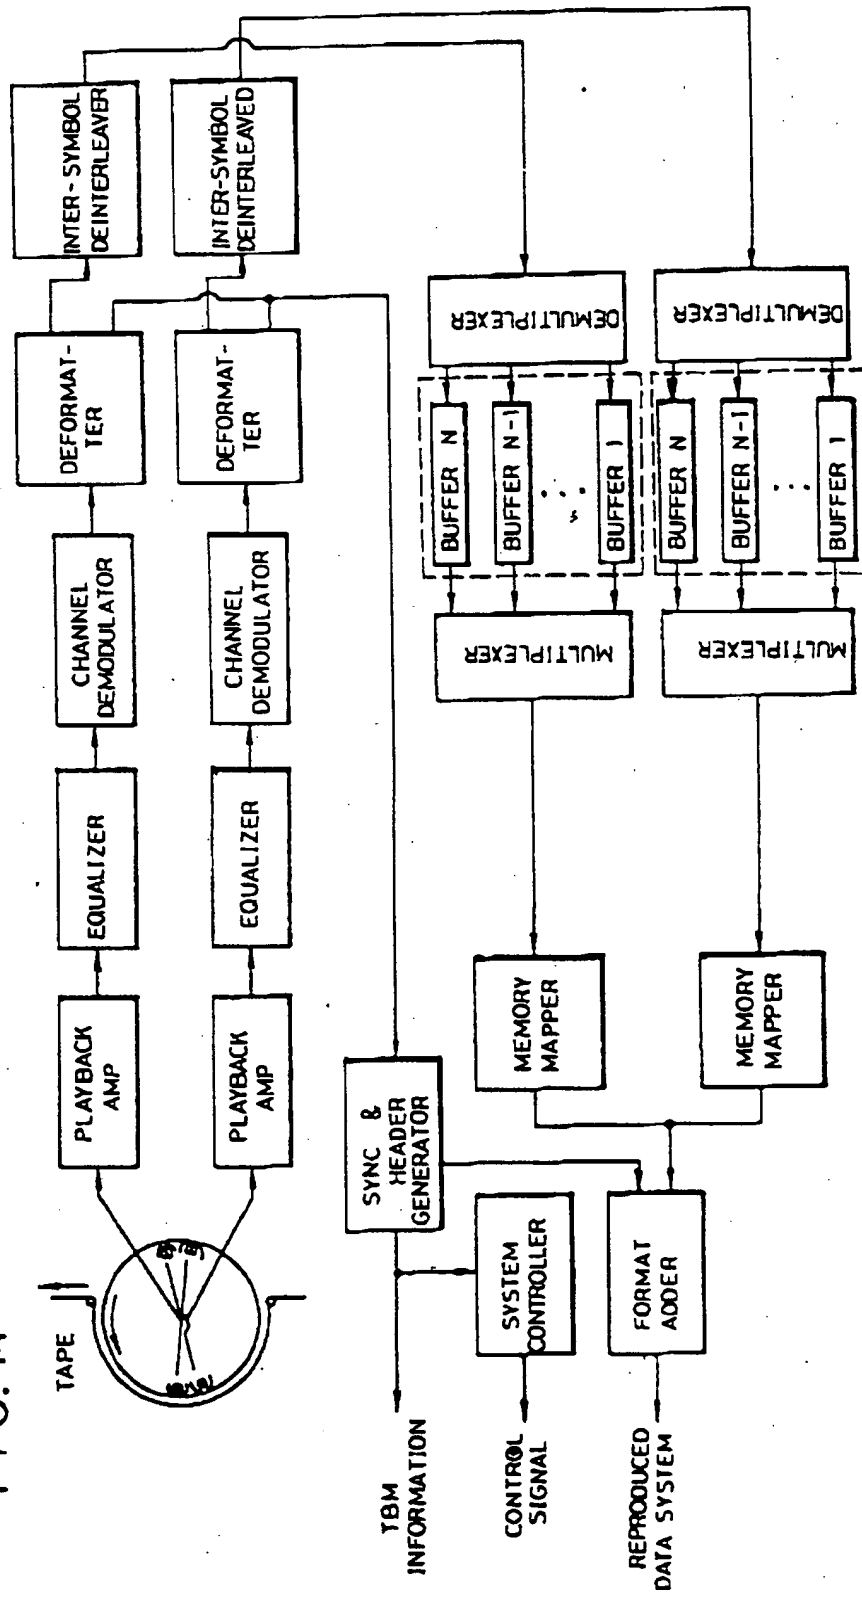 TAPE
PLAYBACK
AMP
EQUALIZER
CHANNEL
DEMODULATOR
DEFORMAT-
TER
INTER-SYMBOL
DEINTERLEAVER
PLAYBACK
AMP
EQUALIZER
CHANNEL
DEMODULATOR
DEFORMAT-
TER
INTER-SYMBOL
DEINTERLEAVED
SYNC &
HEADER
GENERATOR
TBM
INFORMATION
SYSTEM
CONTROLLER
CONTROL
SIGNAL
FORMAT
ADDER
REPRODUCED
DATA SYSTEM
MEMORY
MAPPER
MULTIPLEXER
BUFFER N
BUFFER N-1
BUFFER 1
DEMULTIPLEXER
MEMORY
MAPPER
MULTIPLEXER
BUFFER N
BUFFER N-1
BUFFER 1
DEMULTIPLEXER